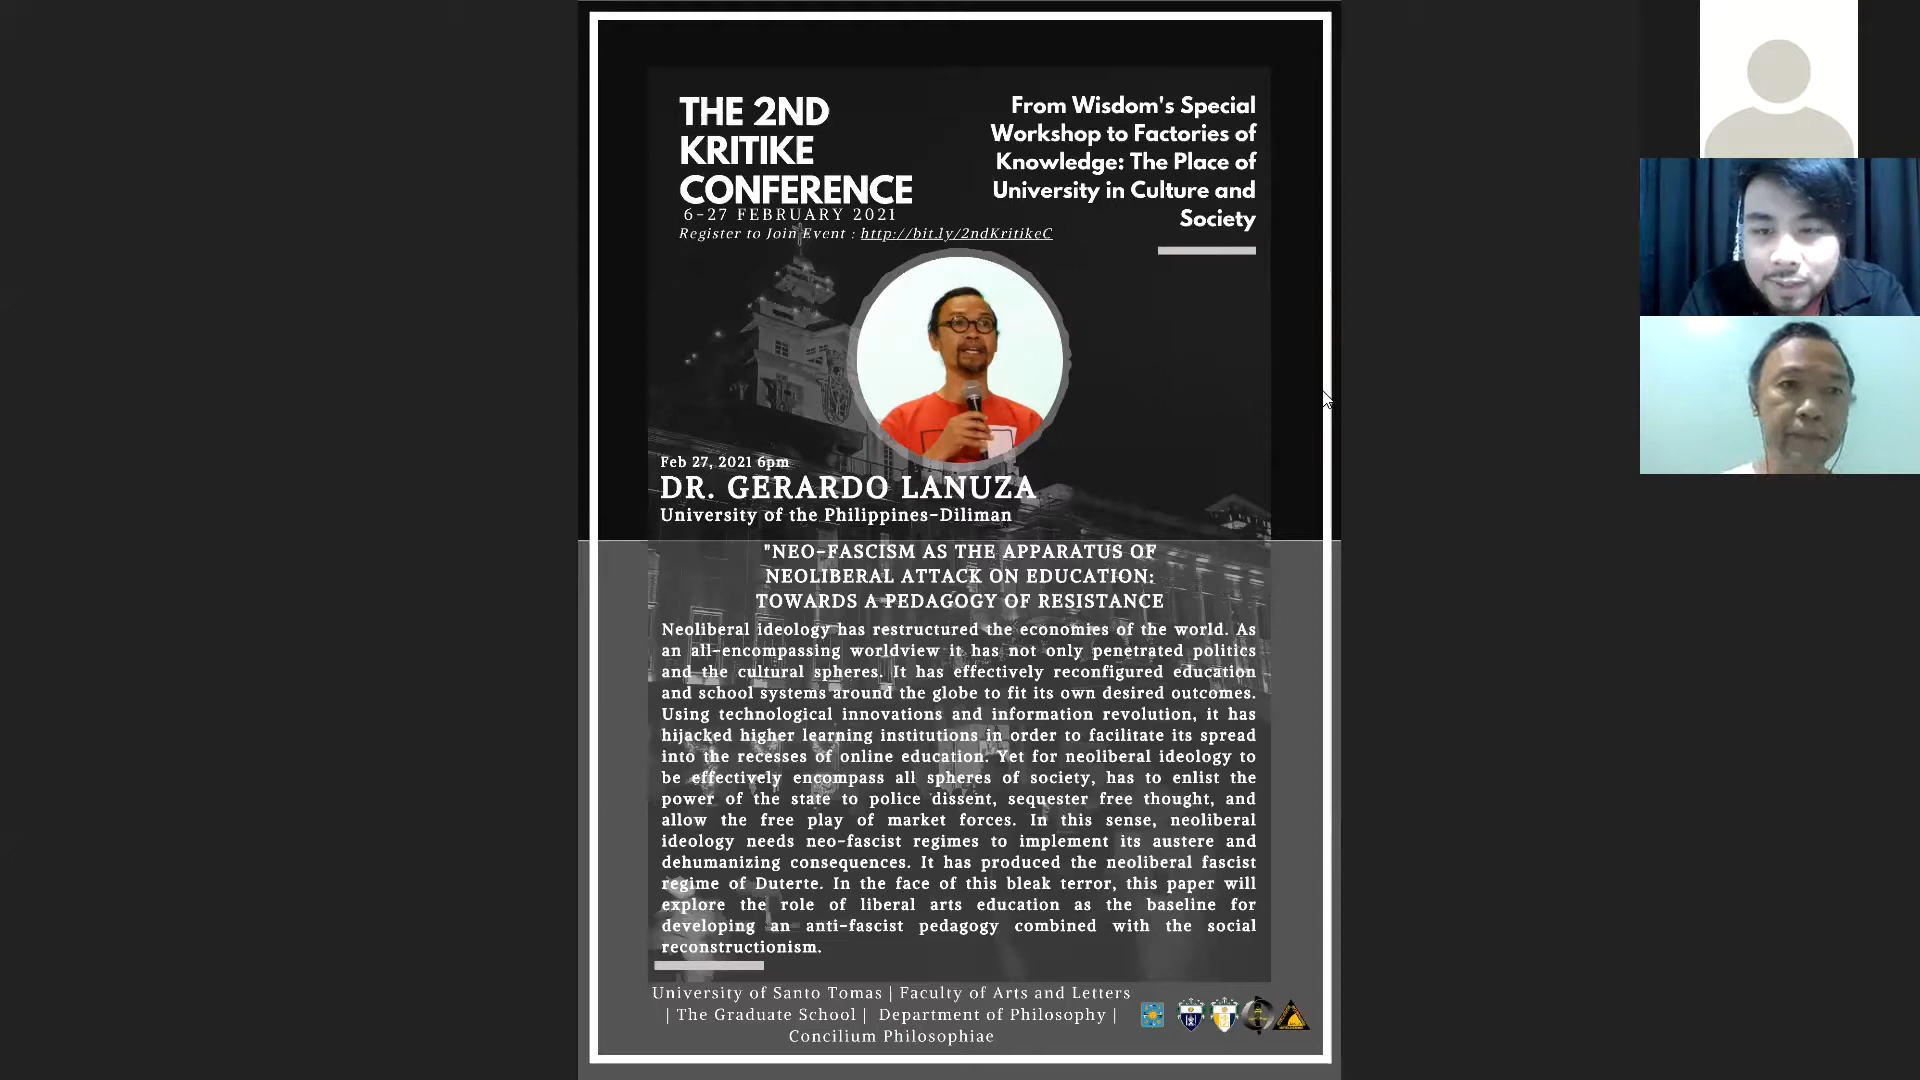 THE 2ND
KRITIKE
CONFERENCE
6-27 FEBRUARY 2021
Register to Join Event : http://bit.ly/2ndKritikeC
From Wisdom's Special
Workshop to Factories of
Knowledge: The Place of
University in Culture and
Society
Feb 27, 2021 6pm
DR. GERARDO LANUZA
University of the Philippines-Diliman
"NEO-FASCISM AS THE APPARATUS OF
NEOLIBERAL ATTACK ON EDUCATION:
TOWARDS A PEDAGOGY OF RESISTANCE
Neoliberal ideology has restructured the economies of the world. As
an all-encompassing worldview it has not only penetrated politics
and the cultural spheres. It has effectively reconfigured education
and school systems around the globe to fit its own desired outcomes.
Using technological innovations and information revolution, it has
hijacked higher learning institutions in order to facilitate its spread
into the recesses of online education. Yet for neoliberal ideology to
be effectively encompass all spheres of society, has to enlist the
power of the state to police dissent, sequester free thought, and
allow the free play of market forces. In this sense, neoliberal
ideology needs neo-fascist regimes to implement its austere and
dehumanizing consequences. It has produced the neoliberal fascist
regime of Duterte. In the face of this bleak terror, this paper will
explore the role of liberal arts education as the baseline for
developing an anti-fascist pedagogy combined with the social
reconstructionism.
University of Santo Tomas | Faculty of Arts and Letters
| The Graduate School | Department of Philosophy |
Concilium Philosophiae